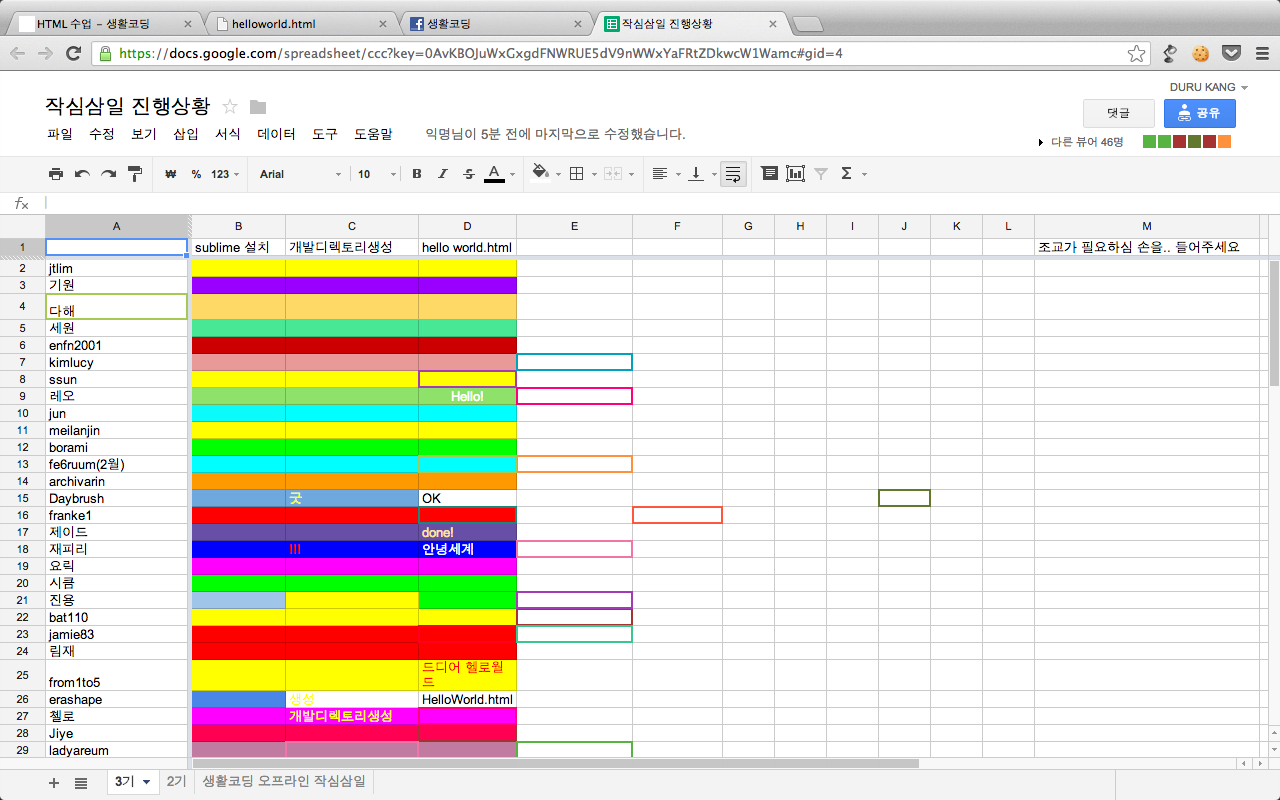 HTML 수업 - 생활코딩
helloworld.html
생활코딩
작심삼일 진행상황
https://docs.google.com/spreadsheet/ccc?key=0AvKBOJuWxGxgdFNWRUE5dV9nWWxYaFRtZDkwcW1Wamc#gid=4
DURU KANG
작심삼일 진행상황
댓글
공유
파일 수정 보기 삽입 서식 데이터 도구 도움말 익명님이 5분 전에 마지막으로 수정했습니다.
다른 뷰어 46명
₩ % 123 Arial 10 B I S A Σ
fx
A B C D E F G H I J K L M
1 sublime 설치 개발디렉토리생성 hello world.html 조교가 필요하심 손을.. 들어주세요
2 jtlim
3 기원
4 다해
5 세원
6 enfn2001
7 kimlucy
8 ssun
9 레오 Hello!
10 jun
11 meilanjin
12 borami
13 fe6ruum(2월)
14 archivarin
15 Daybrush 굿 OK
16 franke1
17 제이드 done!
18 재피리 !!! 안녕세계
19 요릭
20 시콤
21 진용
22 bat110
23 jamie83
24 림재
25 from1to5 드디어 헬로월
드
26 erashape 생성 HelloWorld.html
27 첼로 개발디렉토리생성
28 Jiye
29 ladyareum
3기 2기 생활코딩 오프라인 작심삼일